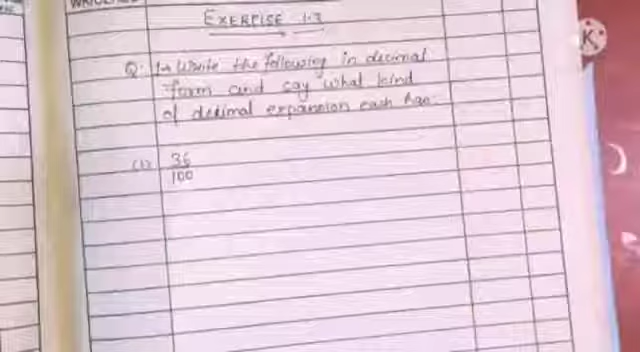 EXERCISE 1.3
Q. 1→ Write the following in decimal
form and say what kind
of decimal expansion each has:
(i) 36
100
K